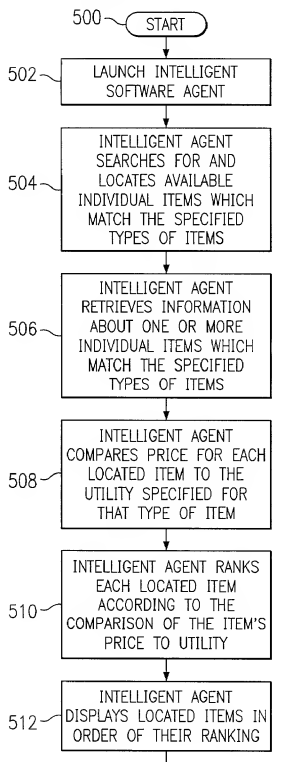 500
START
502
LAUNCH INTELLIGENT
SOFTWARE AGENT
504
INTELLIGENT AGENT
SEARCHES FOR AND
LOCATES AVAILABLE
INDIVIDUAL ITEMS WHICH
MATCH THE SPECIFIED
TYPES OF ITEMS
506
INTELLIGENT AGENT
RETRIEVES INFORMATION
ABOUT ONE OR MORE
INDIVIDUAL ITEMS WHICH
MATCH THE SPECIFIED
TYPES OF ITEMS
508
INTELLIGENT AGENT
COMPARES PRICE FOR EACH
LOCATED ITEM TO THE
UTILITY SPECIFIED FOR
THAT TYPE OF ITEM
510
INTELLIGENT AGENT RANKS
EACH LOCATED ITEM
ACCORDING TO THE
COMPARISON OF THE ITEM'S
PRICE TO UTILITY
512
INTELLIGENT AGENT
DISPLAYS LOCATED ITEMS IN
ORDER OF THEIR RANKING